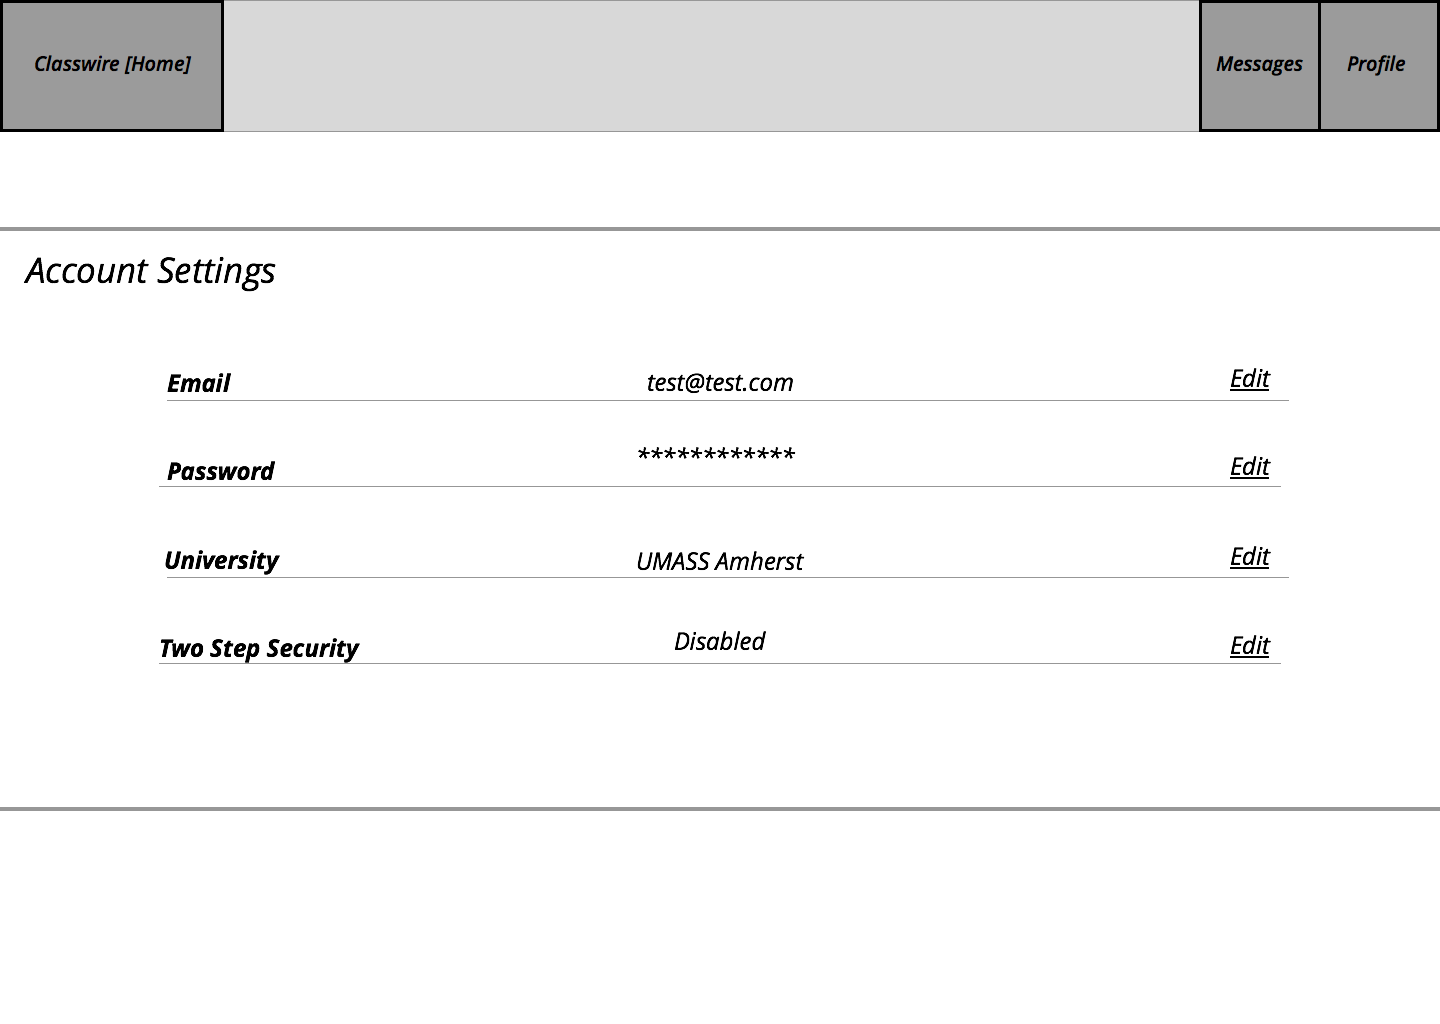 Classwire [Home]
Messages
Profile
Account Settings
Email
test@test.com
Edit
Password
************
Edit
University
UMASS Amherst
Edit
Two Step Security
Disabled
Edit